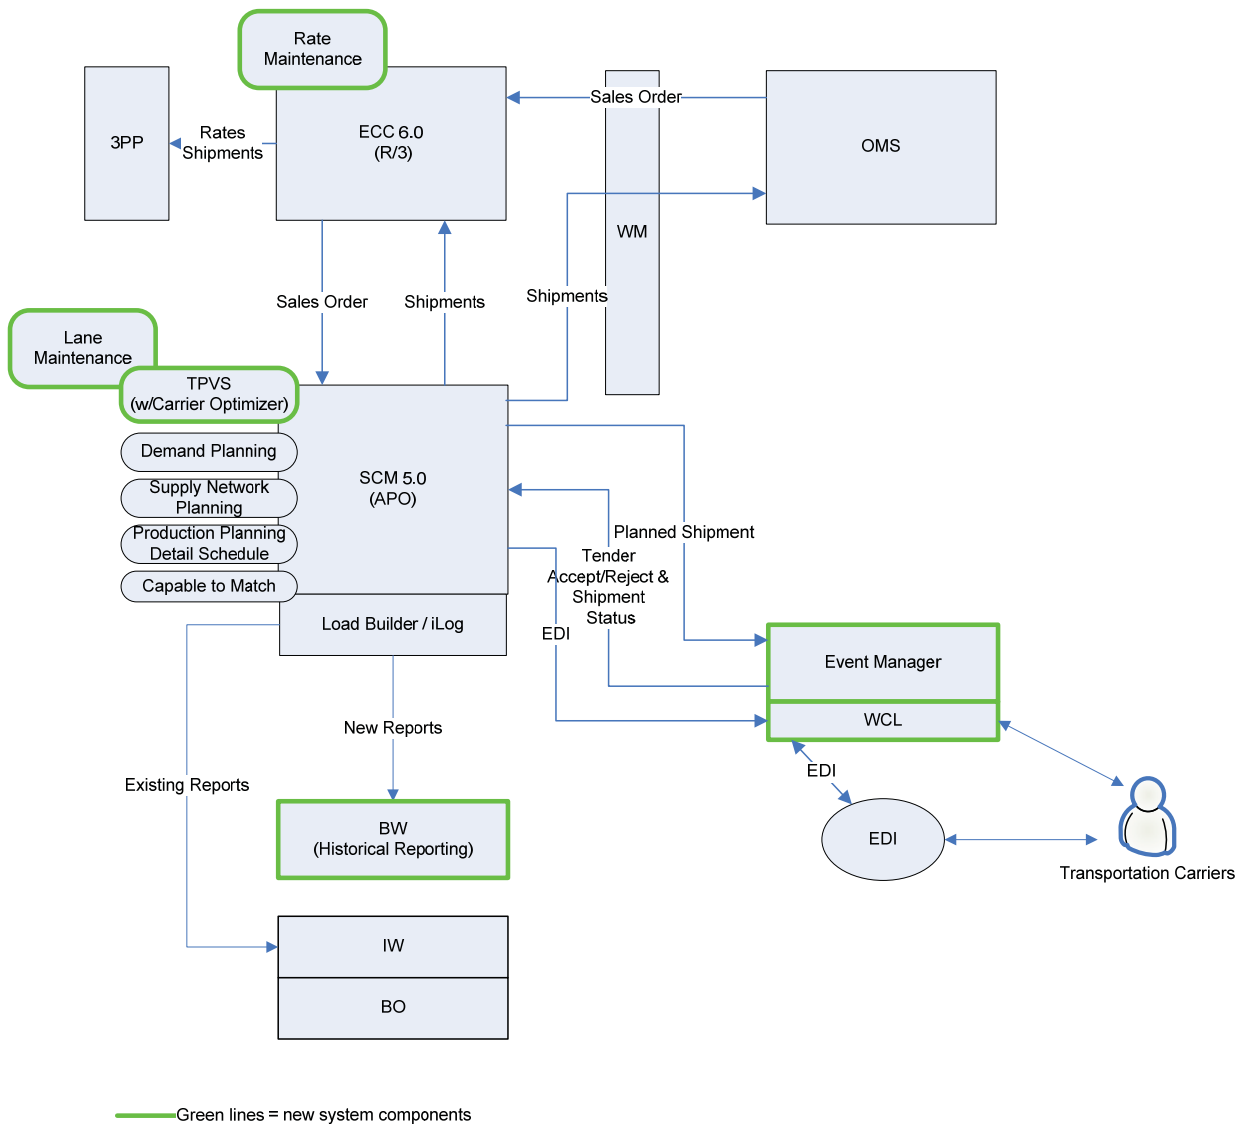 Rate
Maintenance
3PP
Rates
Shipments
ECC 6.0
(R/3)
Sales Order
OMS
WM
Sales Order
Shipments
Shipments
Lane
Maintenance
TPVS
(w/Carrier Optimizer)
Demand Planning
Supply Network
Planning
Production Planning
Detail Schedule
Capable to Match
SCM 5.0
(APO)
Load Builder / iLog
Planned Shipment
Tender
Accept/Reject &
Shipment
Status
EDI
Event Manager
WCL
New Reports
Existing Reports
EDI
EDI
Transportation Carriers
BW
(Historical Reporting)
IW
BO
Green lines = new system components